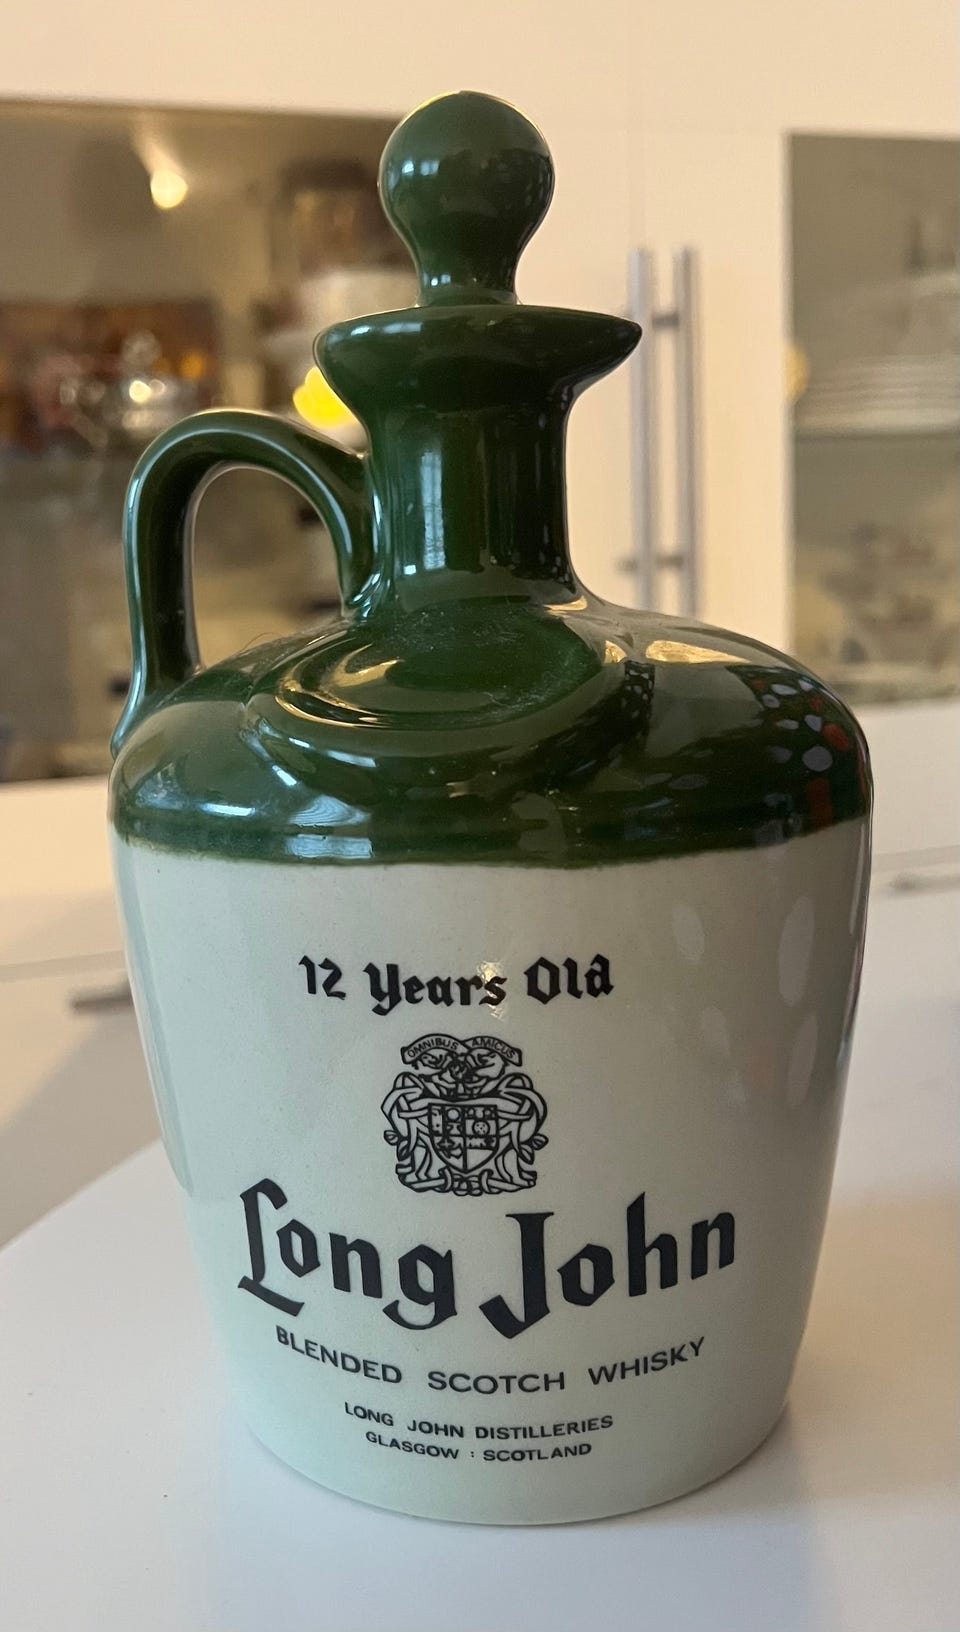 12 Years Old
OMNIBUS AMICUS
Long John
BLENDED SCOTCH WHISKY
LONG JOHN DISTILLERIES
GLASGOW : SCOTLAND